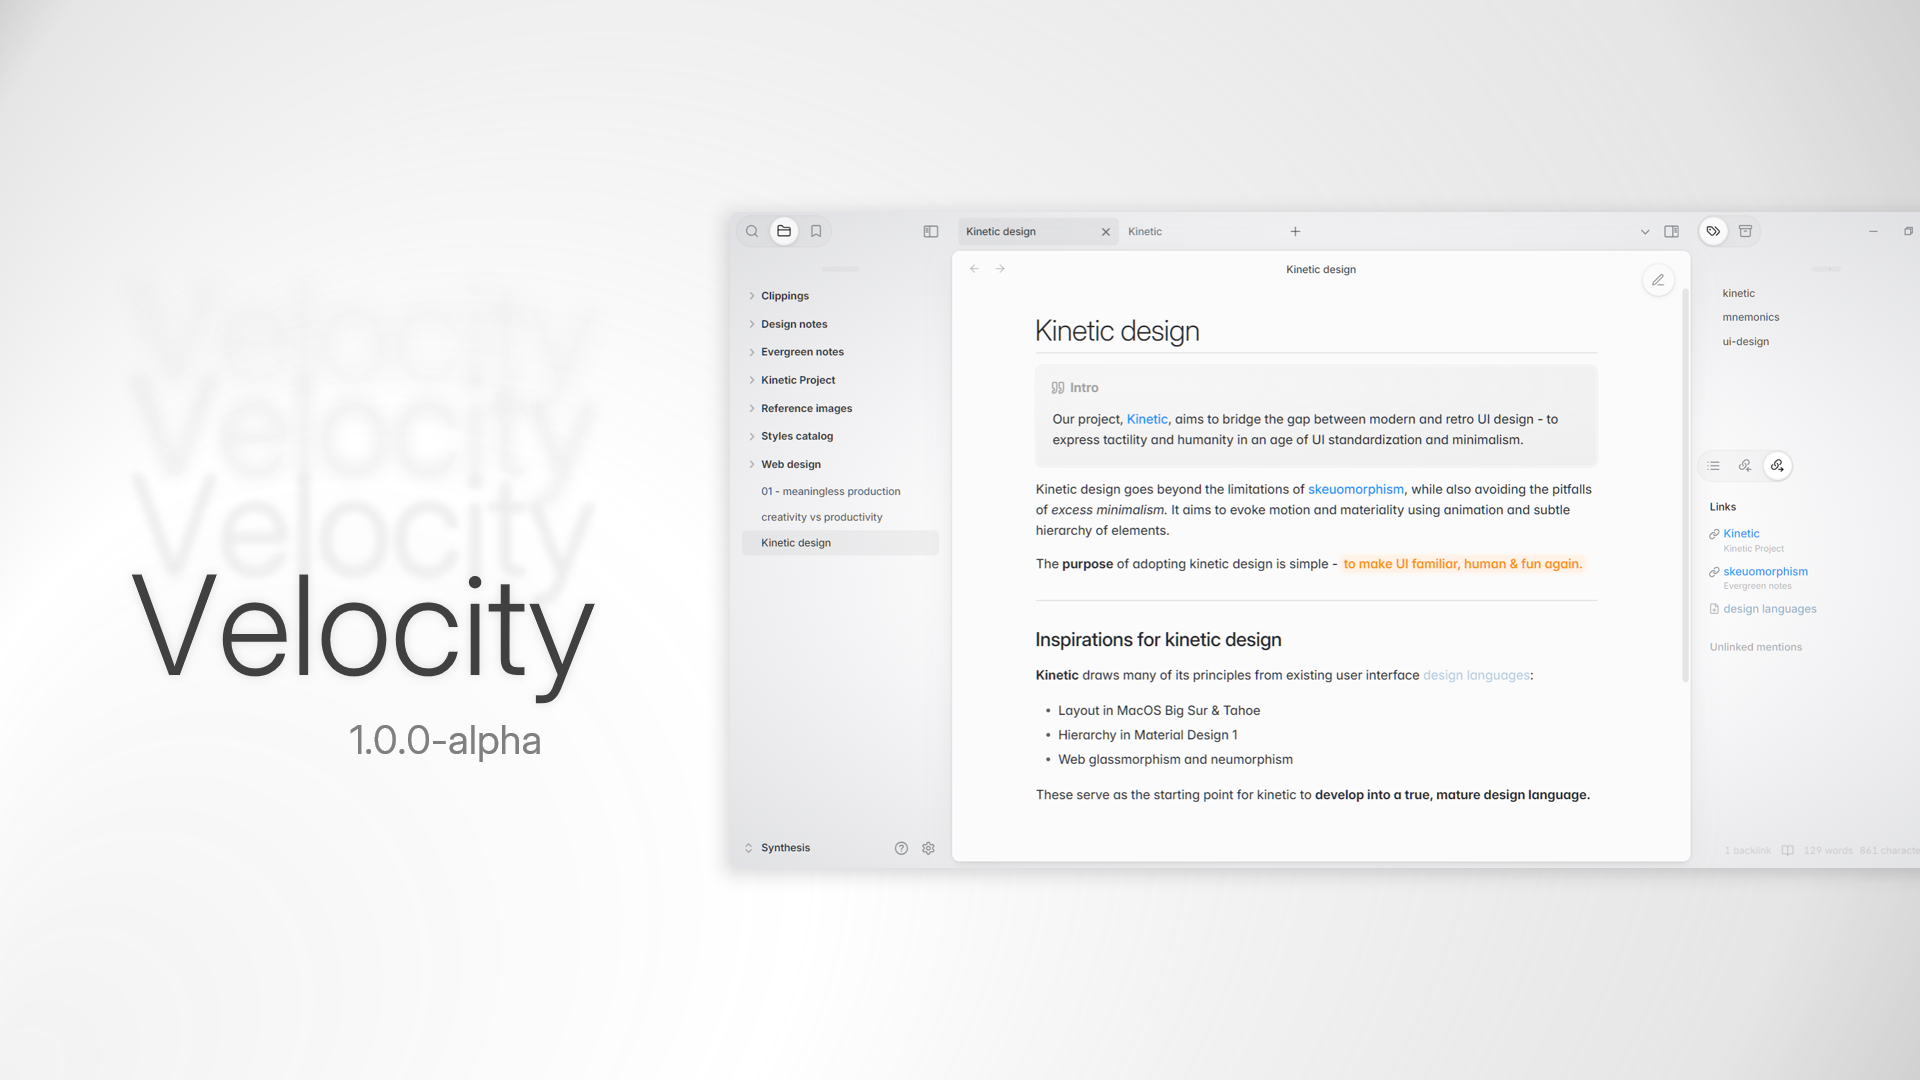 Velocity
Velocity
Velocity
Velocity
1.0.0-alpha
Kinetic design
Kinetic
Clippings
Design notes
Evergreen notes
Kinetic Project
Reference images
Styles catalog
Web design
01 - meaningless production
creativity vs productivity
Kinetic design
Synthesis
Kinetic design
Kinetic design
Intro
Our project, Kinetic, aims to bridge the gap between modern and retro UI design - to
express tactility and humanity in an age of UI standardization and minimalism.
Kinetic design goes beyond the limitations of skeuomorphism, while also avoiding the pitfalls
of excess minimalism. It aims to evoke motion and materiality using animation and subtle
hierarchy of elements.
The purpose of adopting kinetic design is simple - to make UI familiar, human & fun again.
Inspirations for kinetic design
Kinetic draws many of its principles from existing user interface design languages:
• Layout in MacOS Big Sur & Tahoe
• Hierarchy in Material Design 1
• Web glassmorphism and neumorphism
These serve as the starting point for kinetic to develop into a true, mature design language.
kinetic
mnemonics
ui-design
Links
Kinetic
Kinetic Project
skeuomorphism
Evergreen notes
design languages
Unlinked mentions
1 backlink 129 words 861 characte